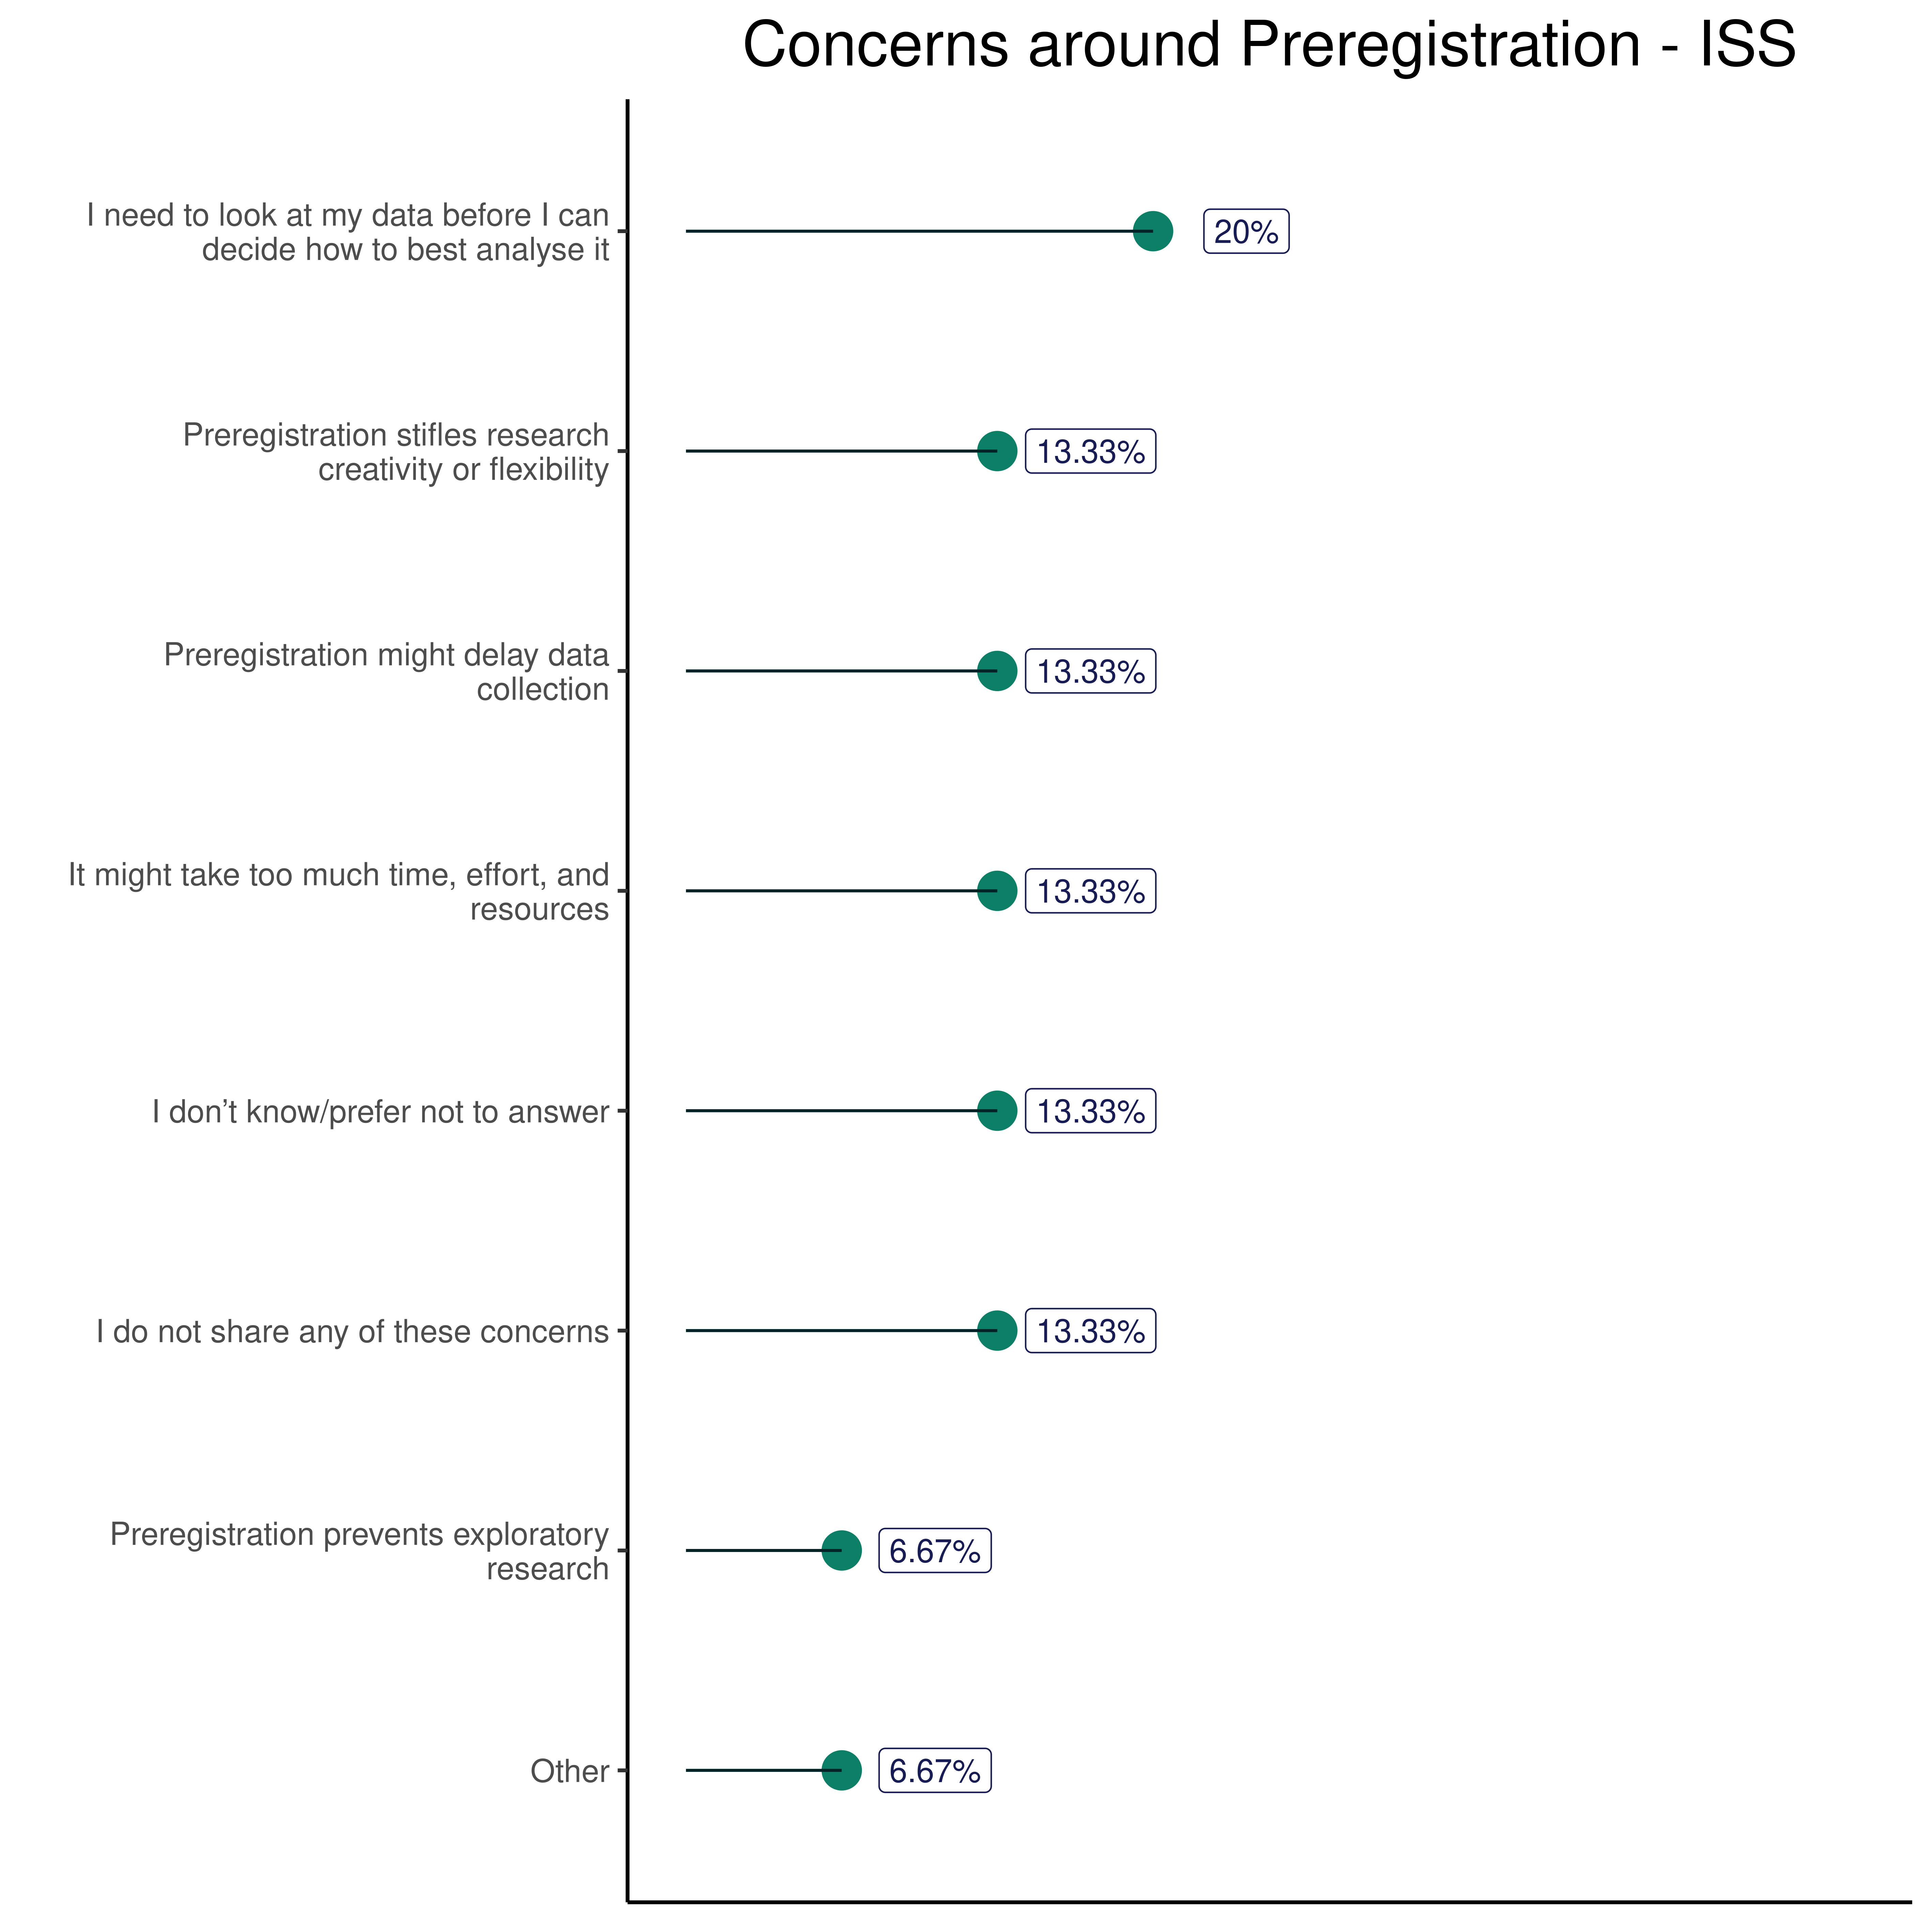 Concerns around Preregistration - ISS
I need to look at my data before I can
decide how to best analyse it
20%
Preregistration stifles research
creativity or flexibility
13.33%
Preregistration might delay data
collection
13.33%
It might take too much time, effort, and
resources
13.33%
I don’t know/prefer not to answer
13.33%
I do not share any of these concerns
13.33%
Preregistration prevents exploratory
research
6.67%
Other
6.67%